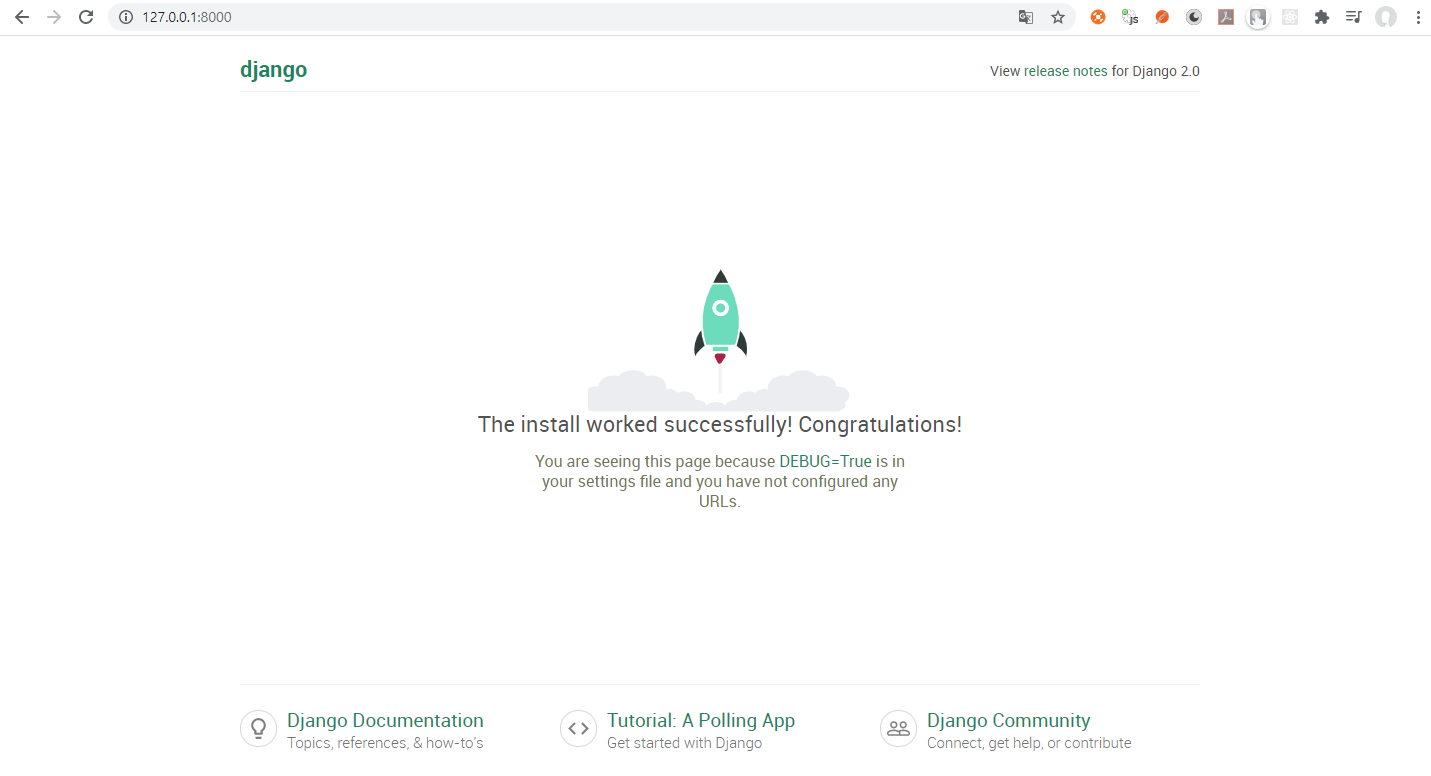 127.0.0.1:8000
js
django
View release notes for Django 2.0
The install worked successfully! Congratulations!
You are seeing this page because DEBUG=True is in
your settings file and you have not configured any
URLs.
Django Documentation
Topics, references, & how-to's
Tutorial: A Polling App
Get started with Django
Django Community
Connect, get help, or contribute